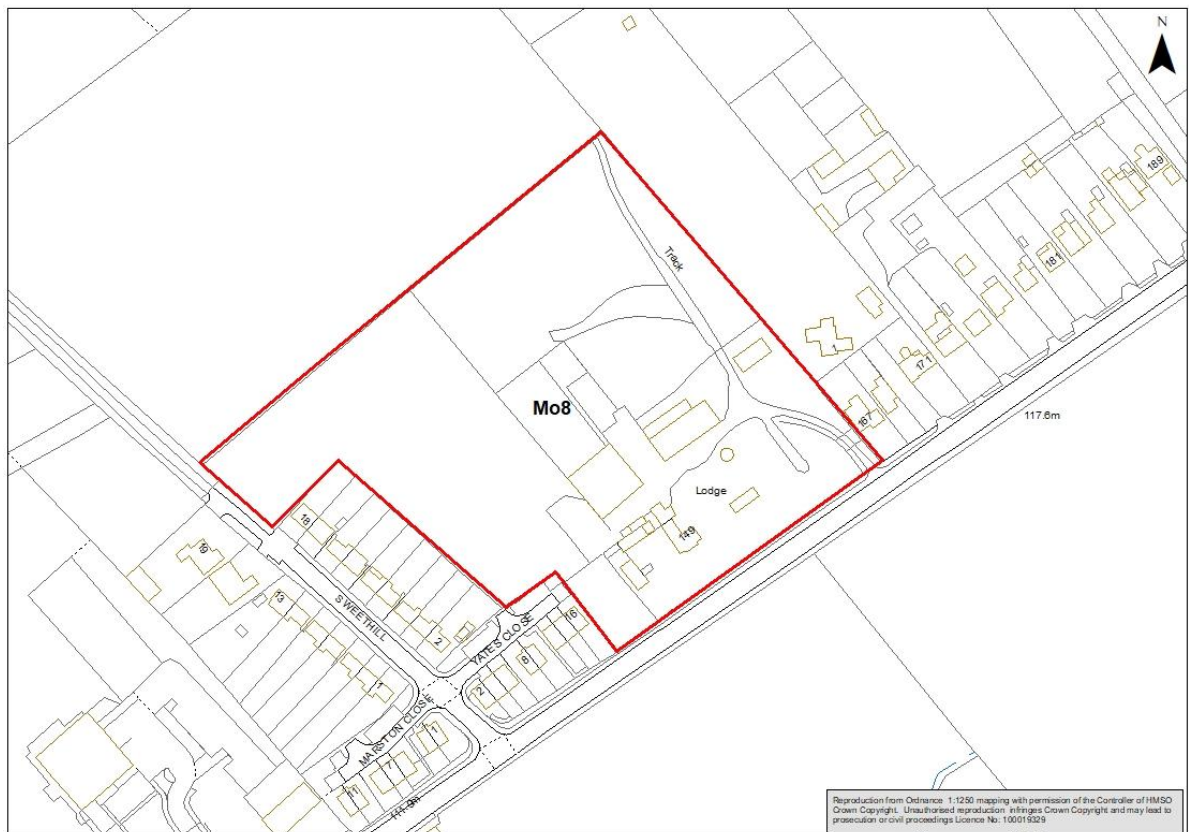 N
189
181
Track
1
171
167
117.6m
Mo8
Lodge
149
18
19
13
SWEETHILL
2
YATES CLOSE
16
8
2
1
MARSTON CLOSE
1
7
11
111.9m
Reproduction from Ordnance 1:1250 mapping with permission of the Controller of HMSO
Crown Copyright. Unauthorised reproduction infringes Crown Copyright and may lead to
prosecution or civil proceedings Licence No: 100019329